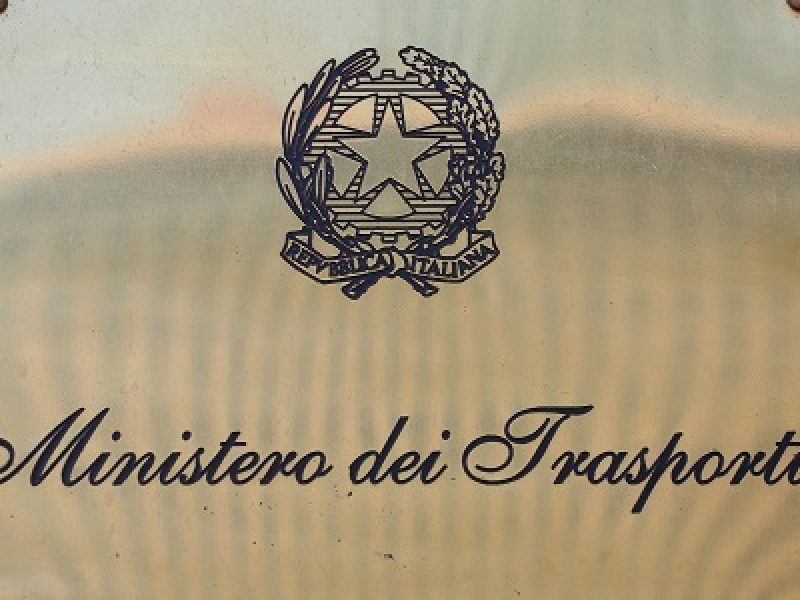 REPVBBLICA ITALIANA
Ministero dei Trasporti